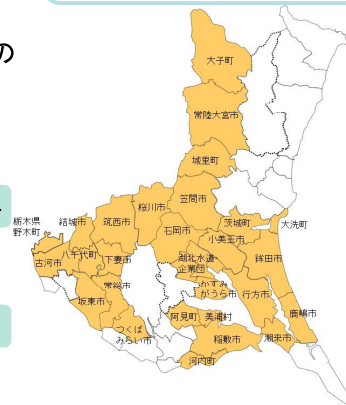 の
大子町
常陸大宮市
城里町
笠間市
桜川市
茨城町
大洗町
栃木県
野木町
結城市
筑西市
石岡市
小美玉市
古河市
八千代町
下妻市
湖北水道
企業団
鉾田市
坂東市
常総市
かすみ
がうら市
行方市
つくば
みらい市
阿見町
美浦村
鹿嶋市
稲敷市
潮来市
河内町